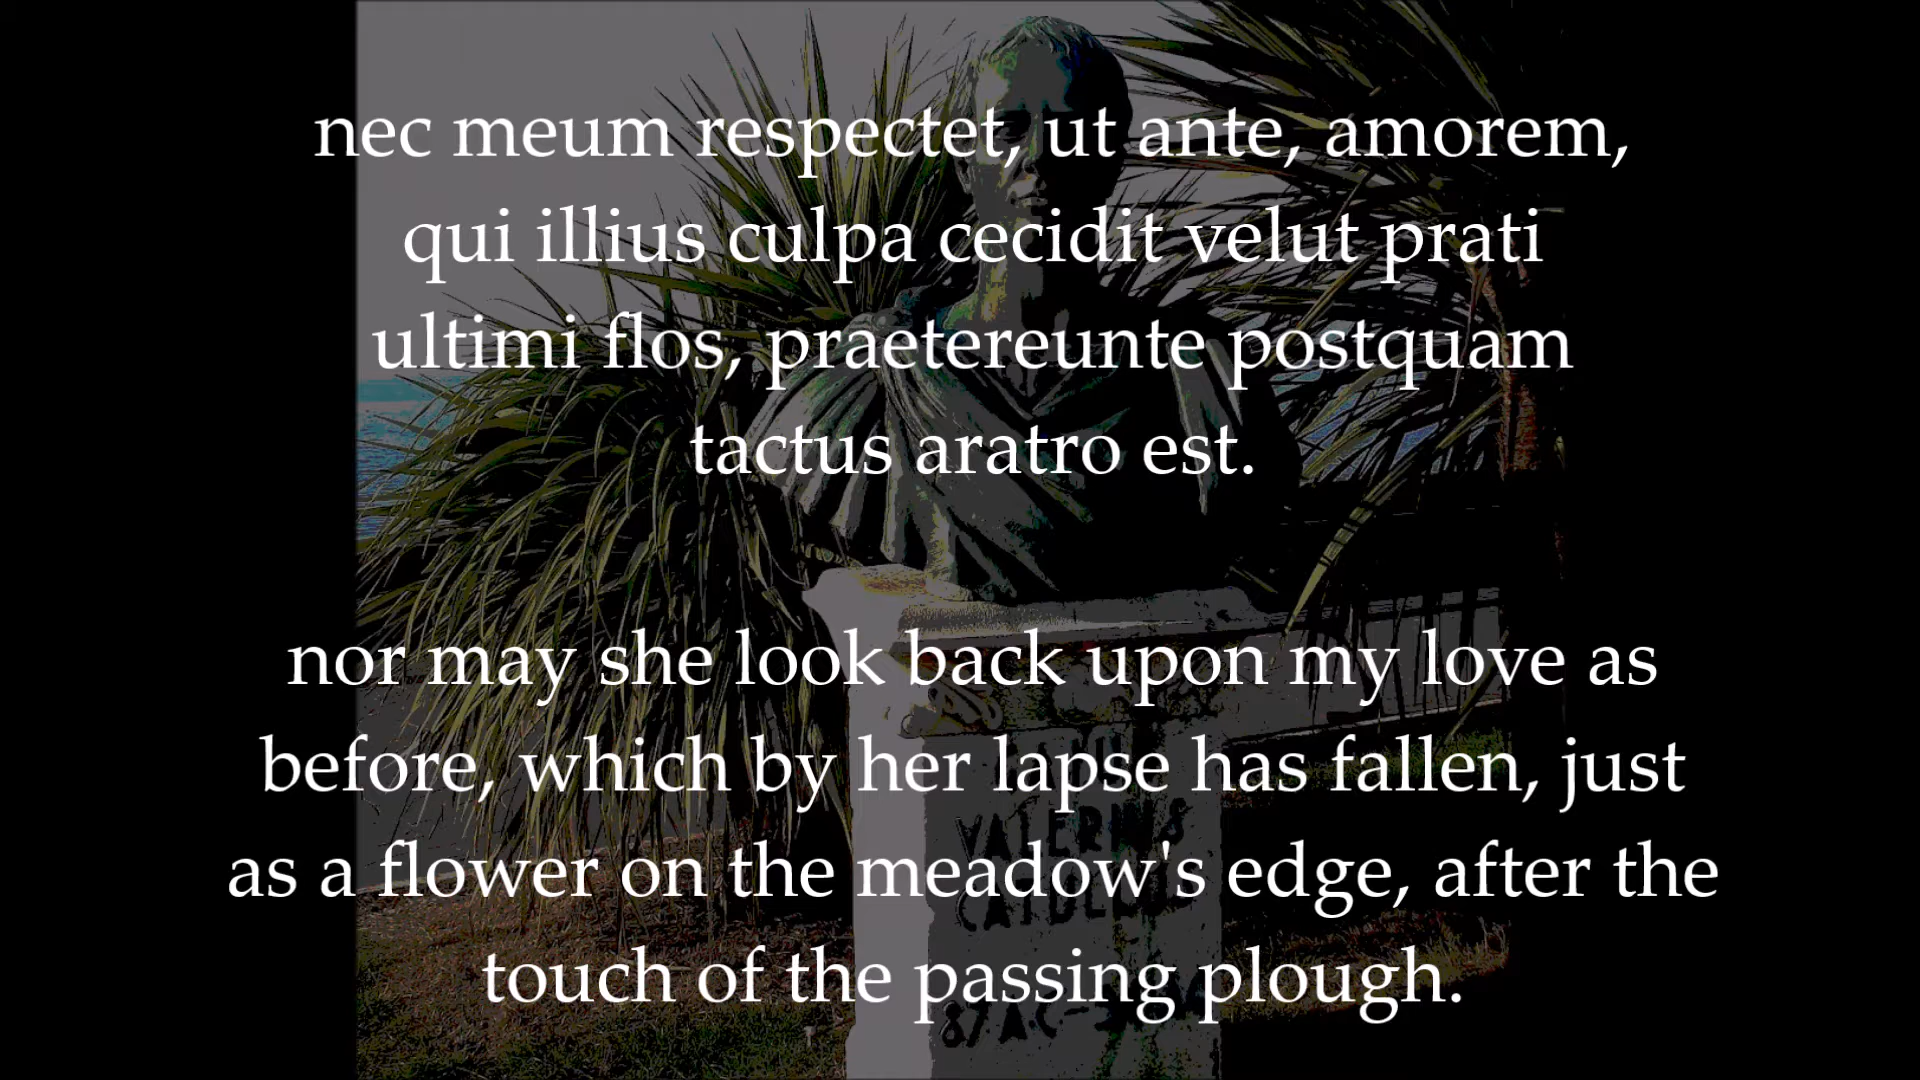 nec meum respectet, ut ante, amorem,
qui illius culpa cecidit velut prati
ultimi flos, praetereunte postquam
tactus aratro est.
nor may she look back upon my love as
before, which by her lapse has fallen, just
as a flower on the meadow's edge, after the
touch of the passing plough.
VALERIUS
87 A.C-